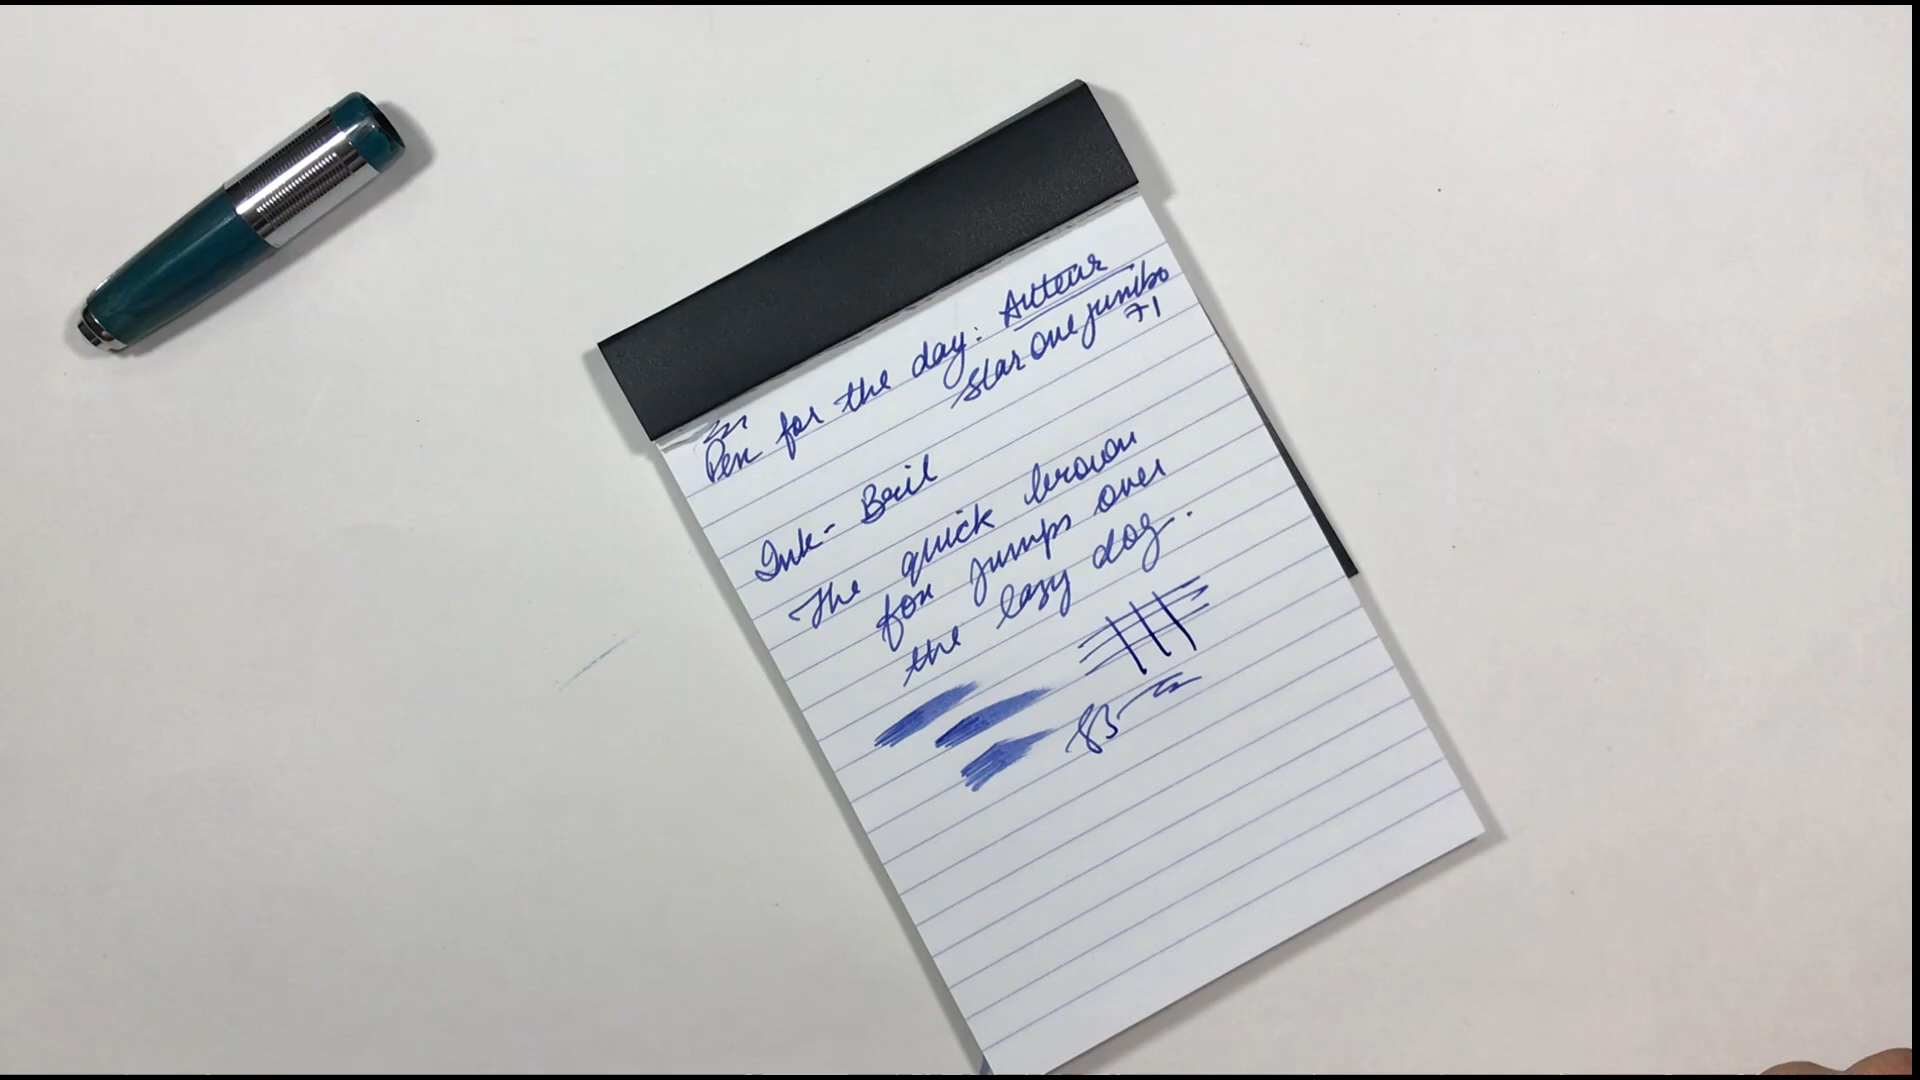 Pen for the day: Auteur
Star One jumbo
71
Ink - Bril
The quick brown
fox jumps over
the lazy dog.